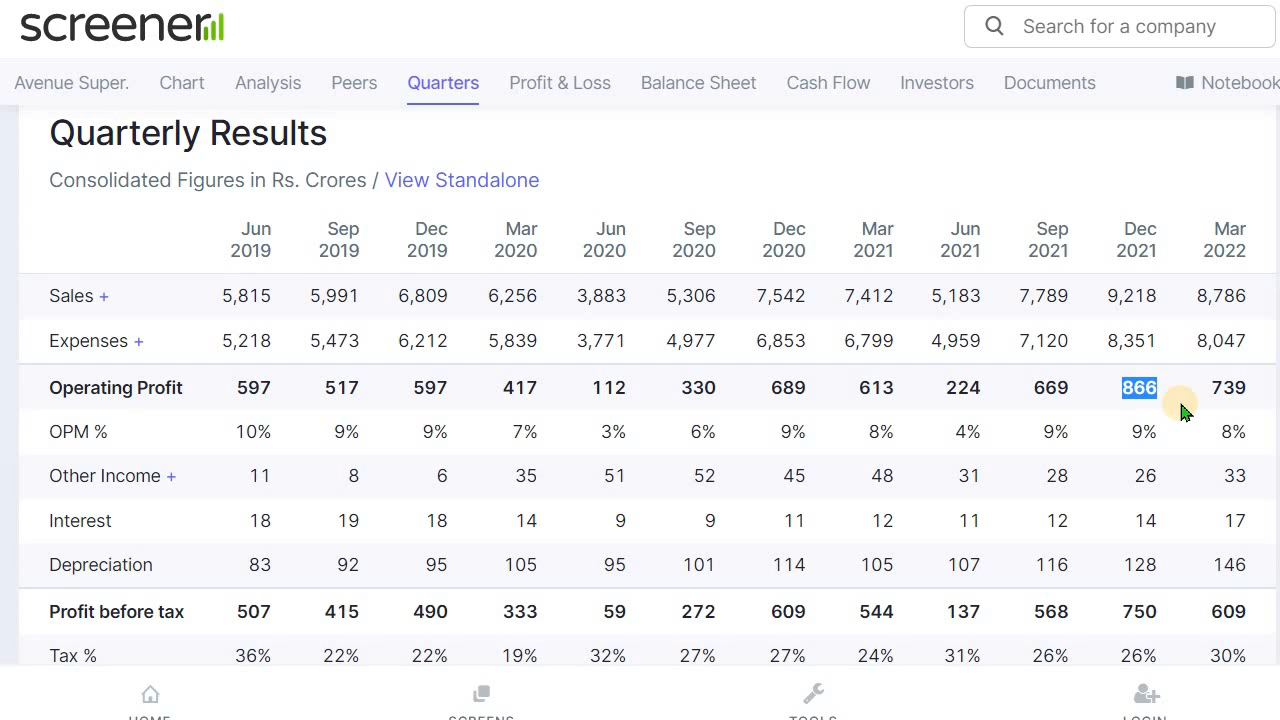 screener
Search for a company
Avenue Super. Chart Analysis Peers Quarters Profit & Loss Balance Sheet Cash Flow Investors Documents Notebook
Quarterly Results
Consolidated Figures in Rs. Crores / View Standalone
Jun 2019 Sep 2019 Dec 2019 Mar 2020 Jun 2020 Sep 2020 Dec 2020 Mar 2021 Jun 2021 Sep 2021 Dec 2021 Mar 2022
Sales + 5,815 5,991 6,809 6,256 3,883 5,306 7,542 7,412 5,183 7,789 9,218 8,786
Expenses + 5,218 5,473 6,212 5,839 3,771 4,977 6,853 6,799 4,959 7,120 8,351 8,047
Operating Profit 597 517 597 417 112 330 689 613 224 669 866 739
OPM % 10% 9% 9% 7% 3% 6% 9% 8% 4% 9% 9% 8%
Other Income + 11 8 6 35 51 52 45 48 31 28 26 33
Interest 18 19 18 14 9 9 11 12 11 12 14 17
Depreciation 83 92 95 105 95 101 114 105 107 116 128 146
Profit before tax 507 415 490 333 59 272 609 544 137 568 750 609
Tax % 36% 22% 22% 19% 32% 27% 27% 24% 31% 26% 26% 30%
HOME SCREENS TOOLS LOGIN